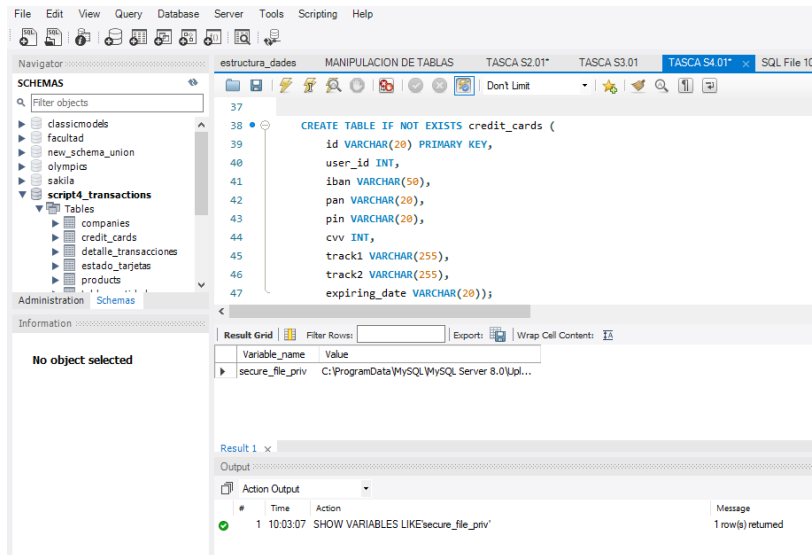 File Edit View Query Database Server Tools Scripting Help
Navigator
SCHEMAS
Filter objects
classicmodels
facultad
new_schema_union
olympics
sakila
script4_transactions
Tables
companies
credit_cards
detalle_transacciones
estado_tarjetas
products
Administration Schemas
Information
No object selected
estructura_dades MANIPULACION DE TABLAS TASCA S2.01* TASCA S3.01 TASCA S4.01* × SQL File 10
Don't Limit
37
38 CREATE TABLE IF NOT EXISTS credit_cards (
39 id VARCHAR(20) PRIMARY KEY,
40 user_id INT,
41 iban VARCHAR(50),
42 pan VARCHAR(20),
43 pin VARCHAR(20),
44 cvv INT,
45 track1 VARCHAR(255),
46 track2 VARCHAR(255),
47 expiring_date VARCHAR(20));
Result Grid Filter Rows: Export: Wrap Cell Content:
Variable_name Value
secure_file_priv C:\ProgramData\MySQL\MySQL Server 8.0\Upl...
Result 1 ×
Output
Action Output
# Time Action Message
1 10:03:07 SHOW VARIABLES LIKE'secure_file_priv' 1 row(s) returned